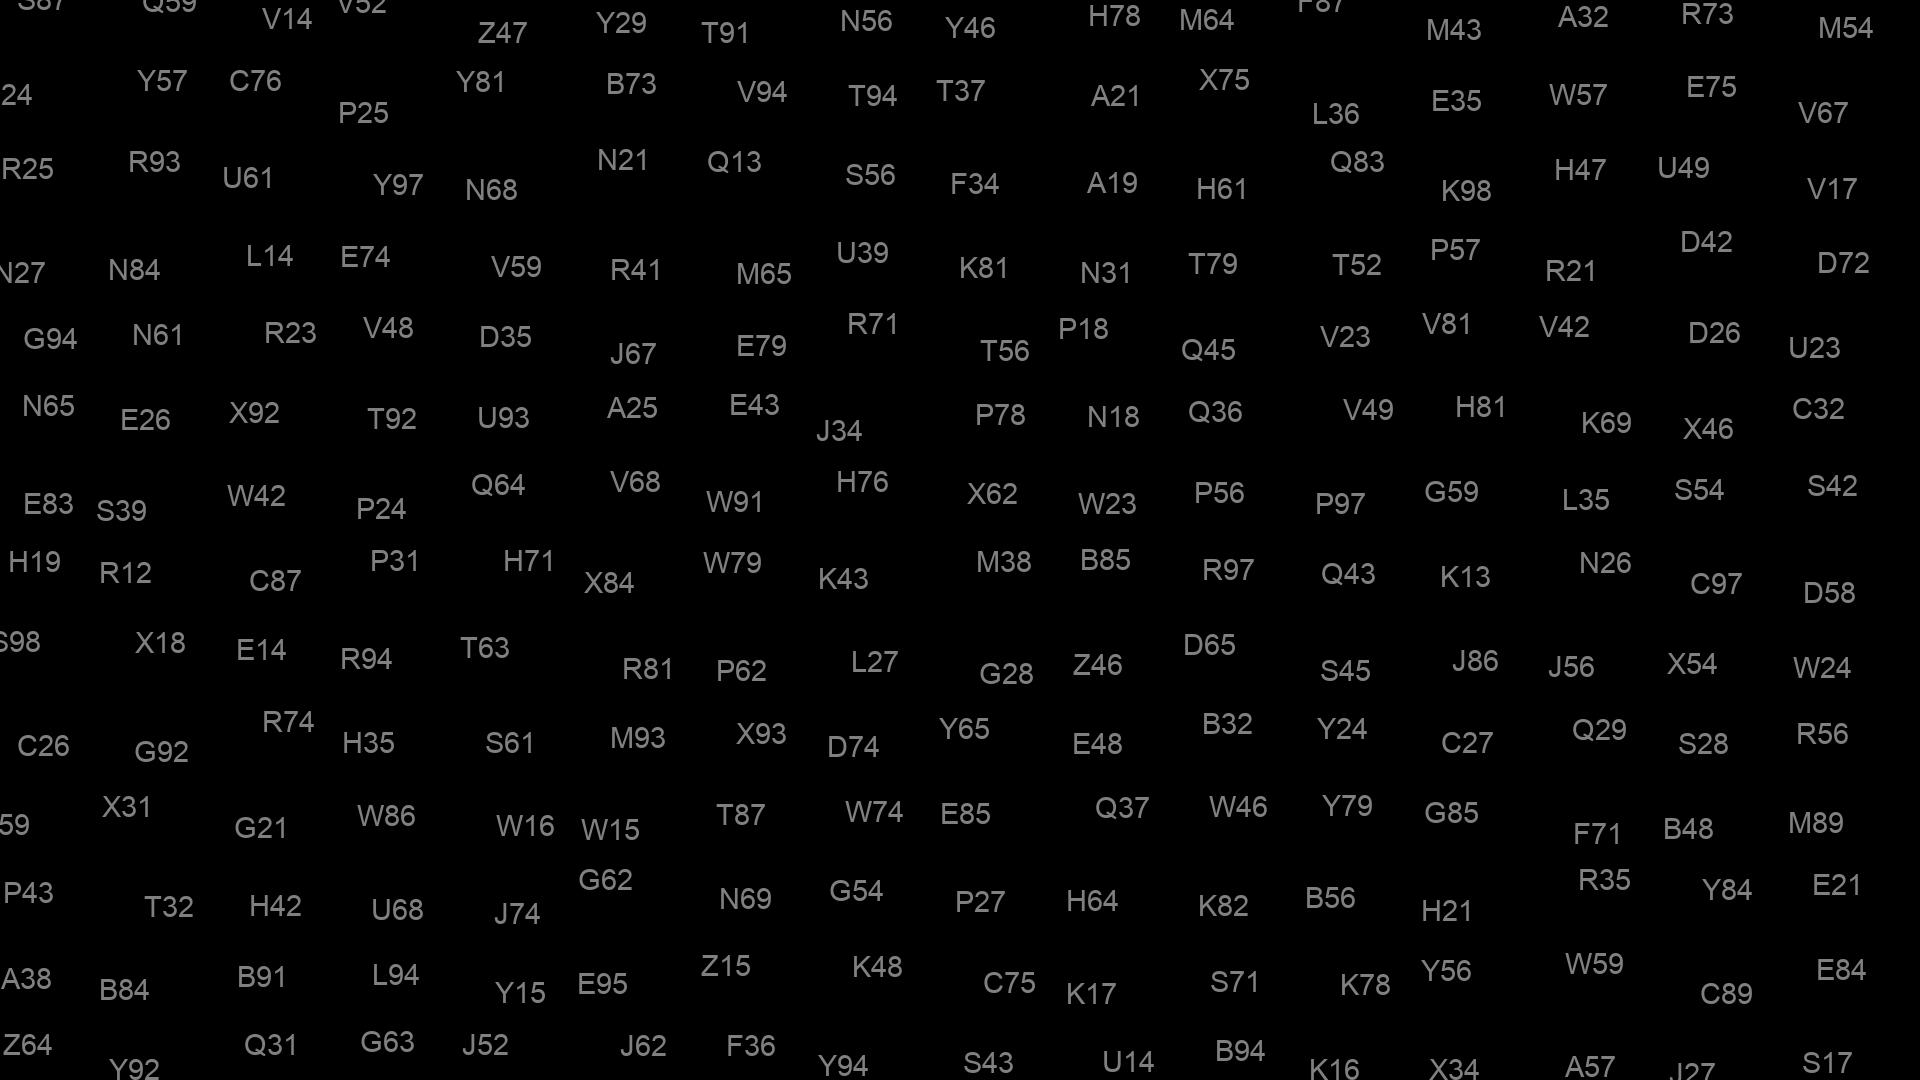 S87 Q59 V14 V52 Z47 Y29 T91 N56 Y46 H78 M64 F87 M43 A32 R73 M54
24 Y57 C76 P25 Y81 B73 V94 T94 T37 A21 X75 L36 E35 W57 E75 V67
R25 R93 U61 Y97 N68 N21 Q13 S56 F34 A19 H61 Q83 K98 H47 U49 V17
N27 N84 L14 E74 V59 R41 M65 U39 K81 N31 T79 T52 P57 R21 D42 D72
G94 N61 R23 V48 D35 J67 E79 R71 T56 P18 Q45 V23 V81 V42 D26 U23
N65 E26 X92 T92 U93 A25 E43 J34 P78 N18 Q36 V49 H81 K69 X46 C32
E83 S39 W42 P24 Q64 V68 W91 H76 X62 W23 P56 P97 G59 L35 S54 S42
H19 R12 C87 P31 H71 X84 W79 K43 M38 B85 R97 Q43 K13 N26 C97 D58
S98 X18 E14 R94 T63 R81 P62 L27 G28 Z46 D65 S45 J86 J56 X54 W24
C26 G92 R74 H35 S61 M93 X93 D74 Y65 E48 B32 Y24 C27 Q29 S28 R56
59 X31 G21 W86 W16 W15 T87 W74 E85 Q37 W46 Y79 G85 F71 B48 M89
P43 T32 H42 U68 J74 G62 N69 G54 P27 H64 K82 B56 H21 R35 Y84 E21
A38 B84 B91 L94 Y15 E95 Z15 K48 C75 K17 S71 K78 Y56 W59 C89 E84
Z64 Y92 Q31 G63 J52 J62 F36 Y94 S43 U14 B94 K16 X34 A57 J27 S17